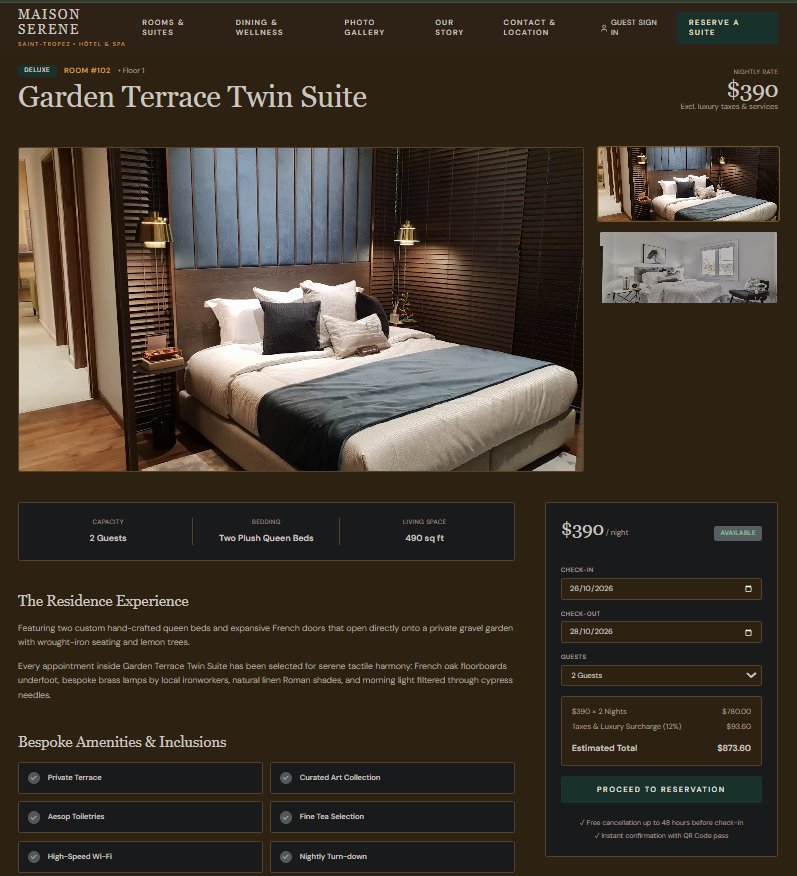 MAISON
SERENE
SAINT-TROPEZ • HÔTEL & SPA
ROOMS &
SUITES
DINING &
WELLNESS
PHOTO
GALLERY
OUR
STORY
CONTACT &
LOCATION
GUEST SIGN
IN
RESERVE A
SUITE
DELUXE ROOM #102 • Floor 1
Garden Terrace Twin Suite
NIGHTLY RATE
$390
Excl. luxury taxes & services
CAPACITY
2 Guests
BEDDING
Two Plush Queen Beds
LIVING SPACE
490 sq ft
The Residence Experience
Featuring two custom hand-crafted queen beds and expansive French doors that open directly onto a private gravel garden
with wrought-iron seating and lemon trees.
Every appointment inside Garden Terrace Twin Suite has been selected for serene tactile harmony: French oak floorboards
underfoot, bespoke brass lamps by local ironworkers, natural linen Roman shades, and morning light filtered through cypress
needles.
Bespoke Amenities & Inclusions
Private Terrace
Curated Art Collection
Aesop Toiletries
Fine Tea Selection
High-Speed Wi-Fi
Nightly Turn-down
$390 / night
AVAILABLE
CHECK-IN
26/10/2026
CHECK-OUT
28/10/2026
GUESTS
2 Guests
$390 × 2 Nights $780.00
Taxes & Luxury Surcharge (12%) $93.60
Estimated Total $873.60
PROCEED TO RESERVATION
✓ Free cancellation up to 48 hours before check-in
✓ Instant confirmation with QR Code pass